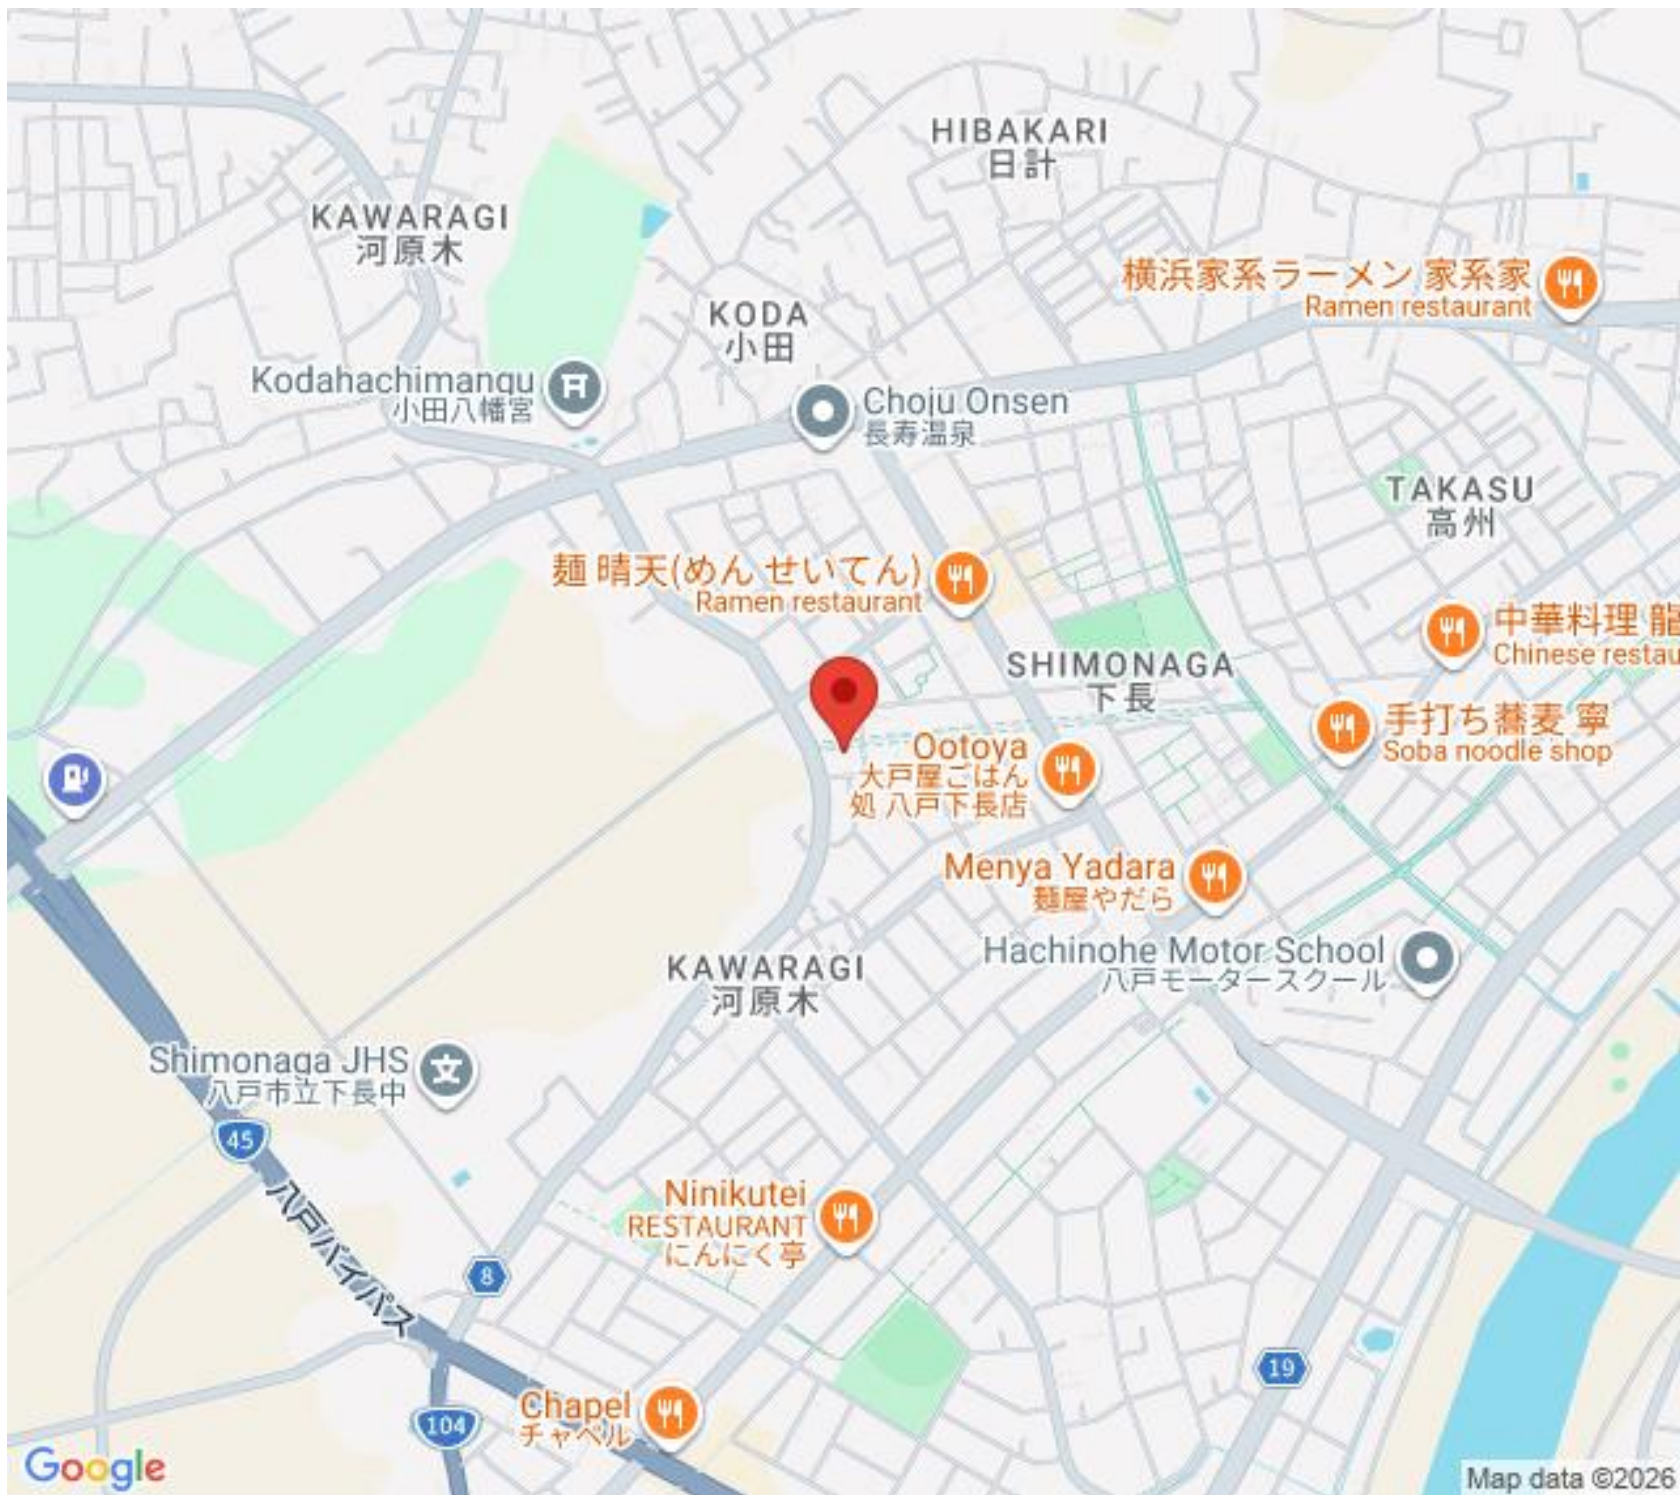 HIBAKARI
日計
KAWARAGI
河原木
横浜家系ラーメン 家系家
Ramen restaurant
KODA
小田
Kodahachimangu
小田八幡宮
Choju Onsen
長寿温泉
TAKASU
高州
麺 晴天(めん せいてん)
Ramen restaurant
中華料理 龍
Chinese restau
SHIMONAGA
下長
手打ち蕎麦 寧
Soba noodle shop
Ootoya
大戸屋ごはん
処 八戸下長店
Menya Yadara
麺屋やだら
Hachinohe Motor School
八戸モータースクール
KAWARAGI
河原木
Shimonaga JHS
八戸市立下長中
文
45
八戸バイパス
Ninikutei
RESTAURANT
にんにく亭
8
19
Chapel
チャペル
104
Google
Map data ©2026